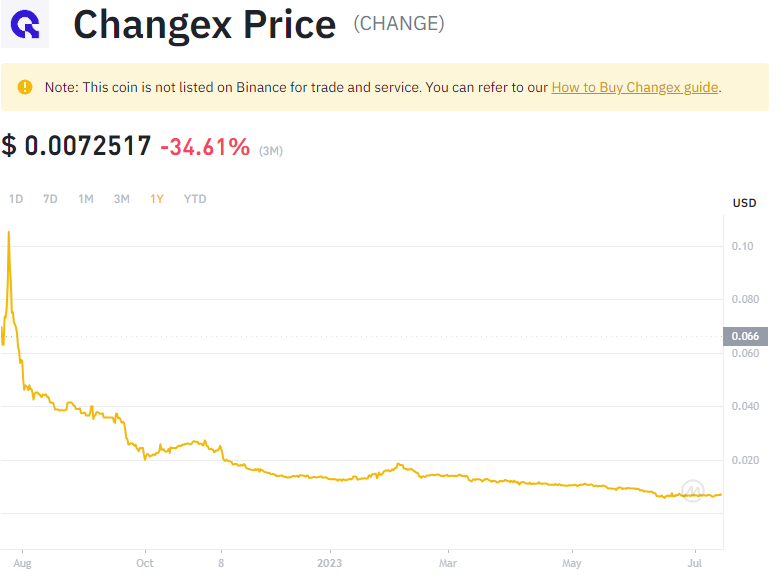 Changex Price (CHANGE)
Note: This coin is not listed on Binance for trade and service. You can refer to our How to Buy Changex guide.
$ 0.0072517 -34.61% (3M)
1D 7D 1M 3M 1Y YTD
USD
0.10
0.080
0.066
0.060
0.040
0.020
Aug Oct 8 2023 Mar May Jul